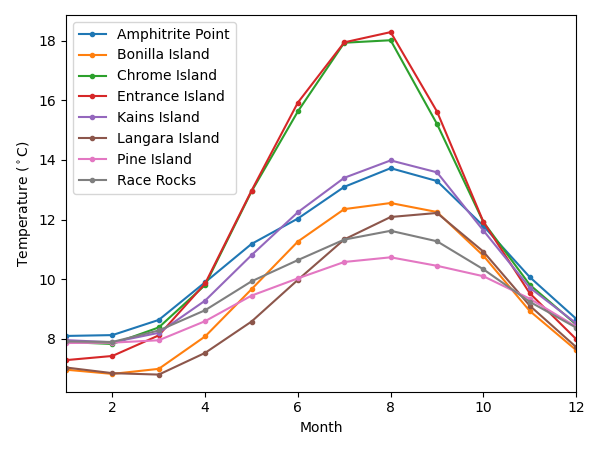 Amphitrite Point
Bonilla Island
Chrome Island
Entrance Island
Kains Island
Langara Island
Pine Island
Race Rocks
18
16
14
12
10
8
Temperature (°C)
2
4
6
8
10
12
Month